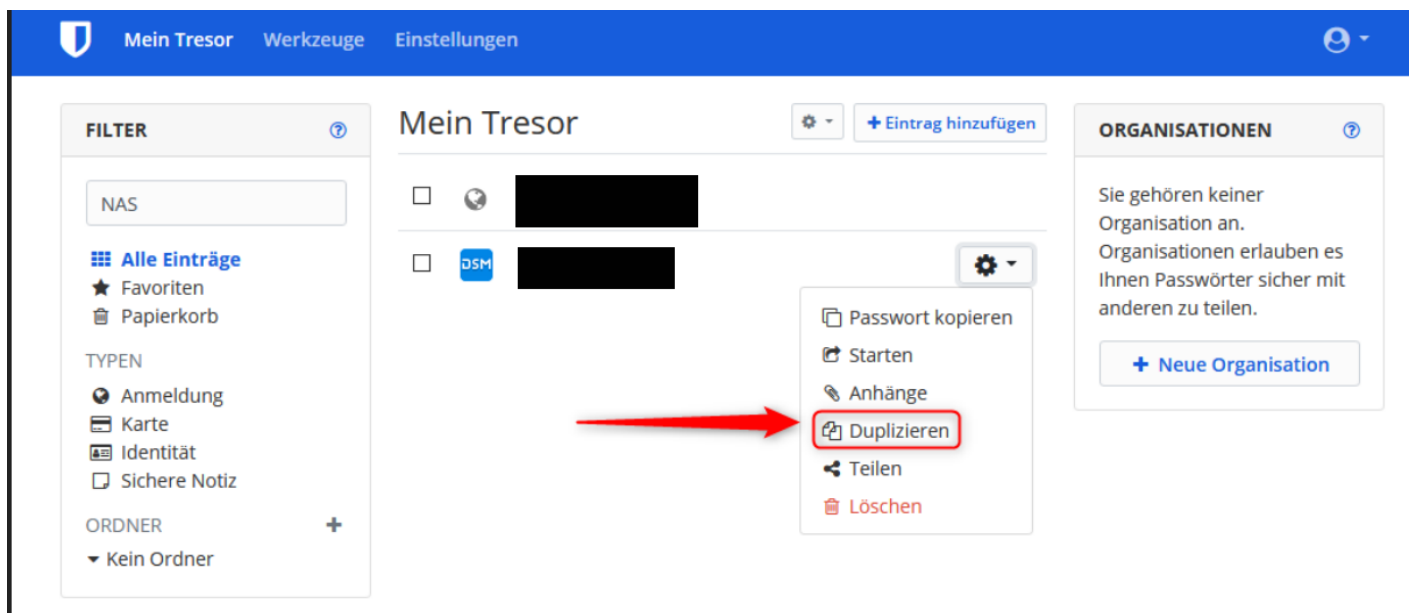 Mein Tresor Werkzeuge Einstellungen
FILTER
NAS
Alle Einträge
Favoriten
Papierkorb
TYPEN
Anmeldung
Karte
Identität
Sichere Notiz
ORDNER
Kein Ordner
Mein Tresor
Eintrag hinzufügen
DSM
Passwort kopieren
Starten
Anhänge
Duplizieren
Teilen
Löschen
ORGANISATIONEN
Sie gehören keiner
Organisation an.
Organisationen erlauben es
Ihnen Passwörter sicher mit
anderen zu teilen.
Neue Organisation